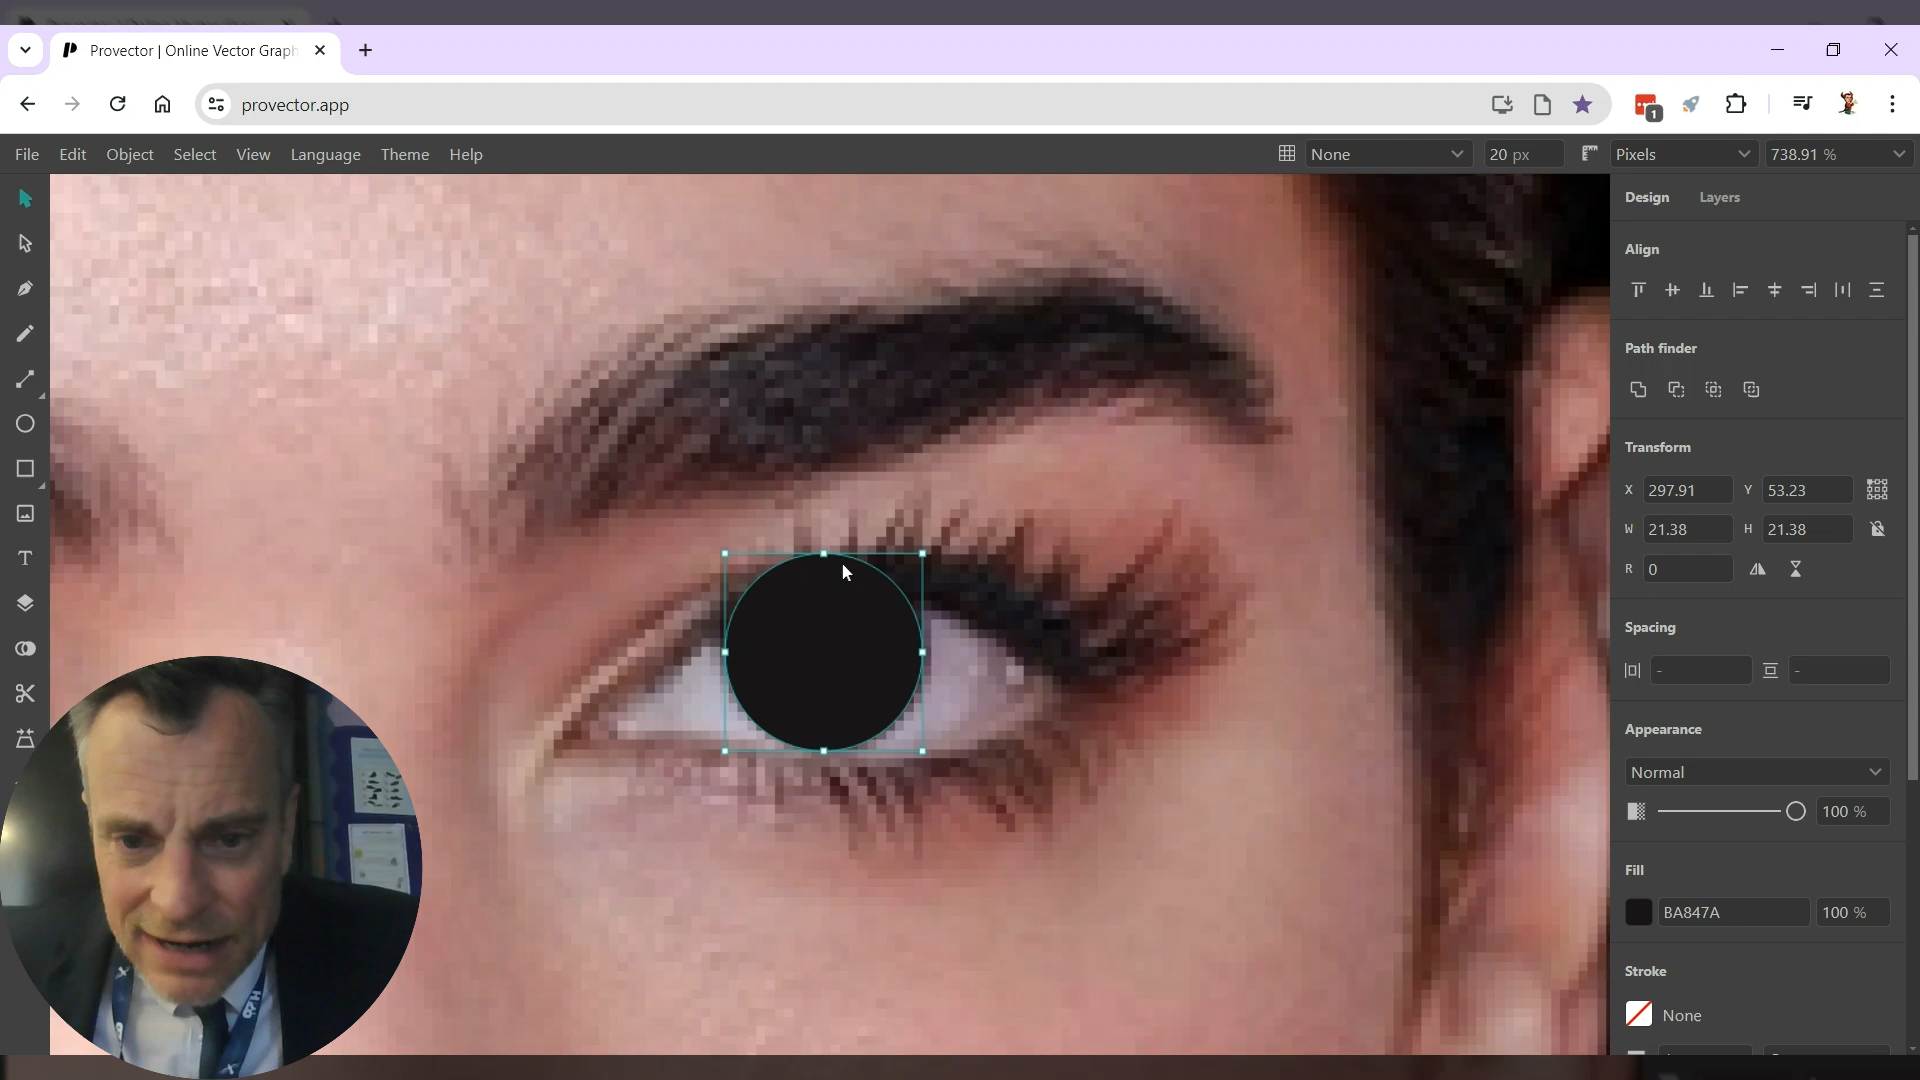 Provector | Online Vector Graph
provector.app
1
File Edit Object Select View Language Theme Help
None
20 px
Pixels
738.91 %
Design Layers
Align
Path finder
Transform
X 297.91 Y 53.23
W 21.38 H 21.38
R 0
Spacing
- -
Appearance
Normal
100 %
Fill
BA847A 100 %
Stroke
None